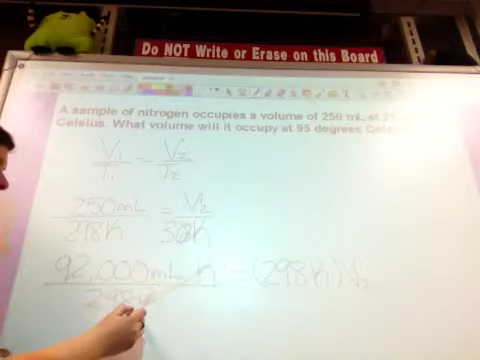 Do NOT Write or Erase on this Board
A sample of nitrogen occupies a volume of 250 mL at 25
Celsius. What volume will it occupy at 95 degrees
V1 = V2
T1 T2
250mL = V2
298K 368K
92,000mL K = (298K)V2
298K